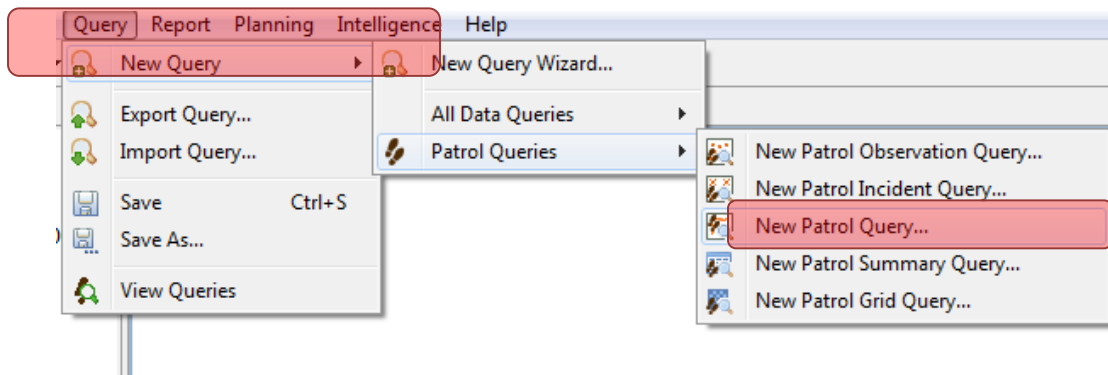 Query Report Planning Intelligence Help
New Query
Export Query...
Import Query...
Save Ctrl+S
Save As...
View Queries
New Query Wizard...
All Data Queries
Patrol Queries
New Patrol Observation Query...
New Patrol Incident Query...
New Patrol Query...
New Patrol Summary Query...
New Patrol Grid Query...